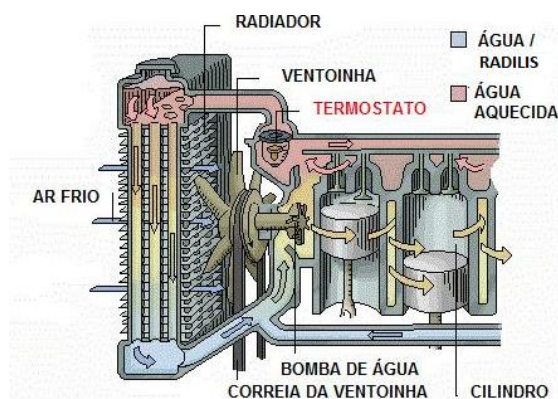 RADIADOR
VENTOINHA
TERMOSTATO
ÁGUA /
RADILIS
ÁGUA
AQUECIDA
AR FRIO
BOMBA DE ÁGUA
CORREIA DA VENTOINHA
CILINDRO